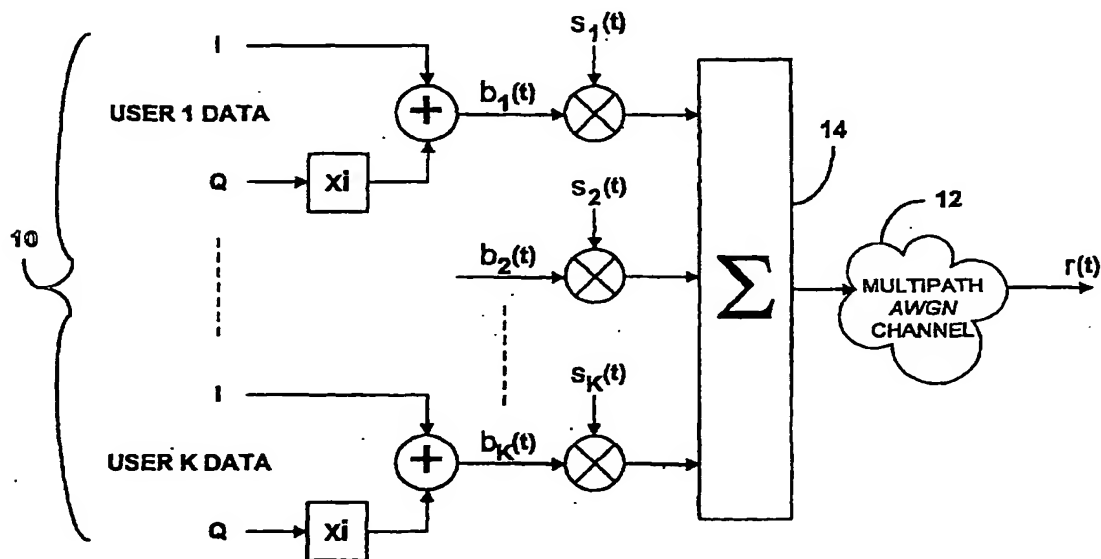 I
s1(t)
USER 1 DATA
+
b1(t)
14
Q
xi
s2(t)
10
b2(t)
Σ
12
MULTIPATH
AWGN
CHANNEL
r(t)
I
sK(t)
USER K DATA
+
bK(t)
Q
xi